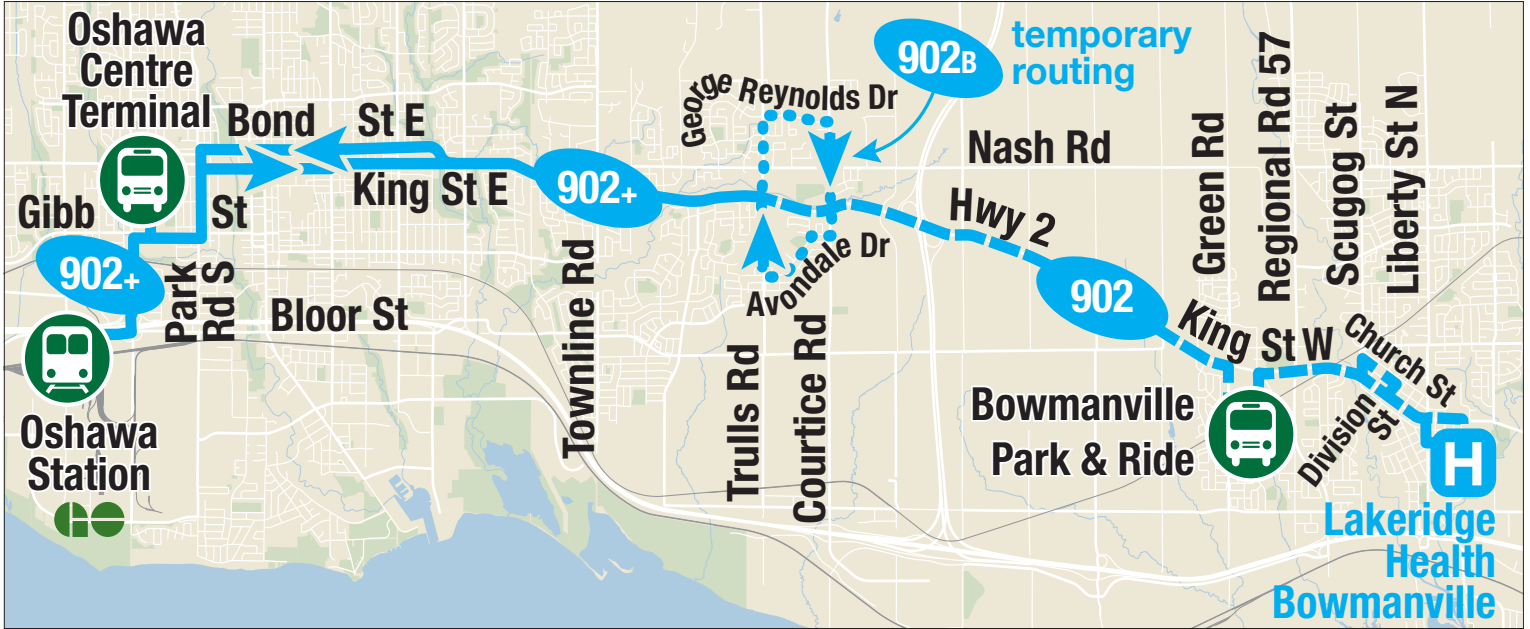 Oshawa
Centre
Terminal
Bond St E
King St E
902+
Gibb St
902+
Park
Rd S
Bloor St
Oshawa
Station
GO
Townline Rd
George Reynolds Dr
902B
temporary
routing
Nash Rd
Hwy 2
Avondale Dr
Trulls Rd
Courtice Rd
902
Green Rd
Regional Rd 57
Scugog St
Liberty St N
King St W
Church St
Division
St
Bowmanville
Park & Ride
H
Lakeridge
Health
Bowmanville